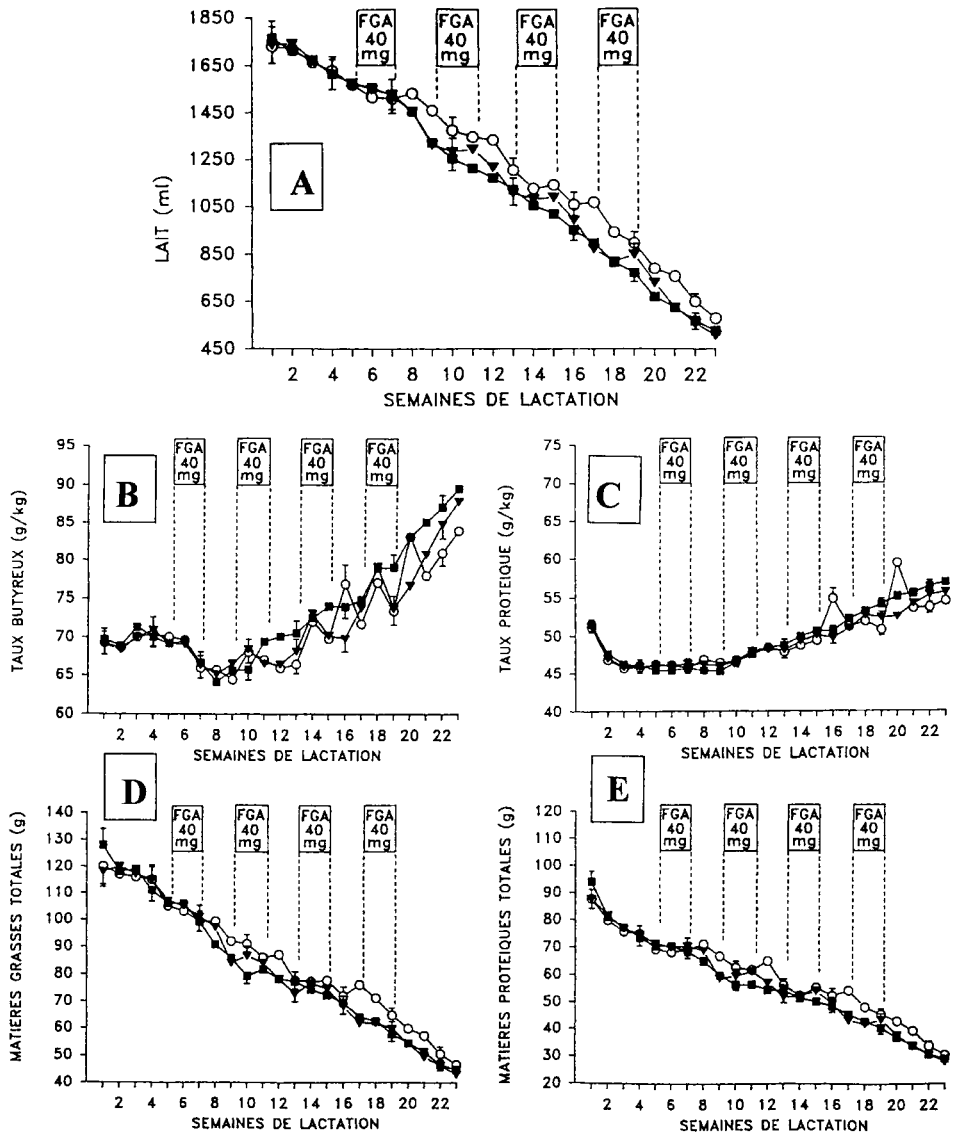 1850
1650
1450
1250
1050
850
650
450
LAIT (ml)
A
FGA
40
mg
FGA
40
mg
FGA
40
mg
FGA
40
mg
2 4 6 8 10 12 14 16 18 20 22
SEMAINES DE LACTATION
95
90
85
80
75
70
65
60
TAUX BUTYREUX (g/kg)
B
FGA
40
mg
FGA
40
mg
FGA
40
mg
FGA
40
mg
2 4 6 8 10 12 14 16 18 20 22
SEMAINES DE LACTATION
75
70
65
60
55
50
45
40
TAUX PROTEIQUE (g/kg)
C
FGA
40
mg
FGA
40
mg
FGA
40
mg
FGA
40
mg
2 4 6 8 10 12 14 16 18 20 22
SEMAINES DE LACTATION
140
130
120
110
100
90
80
70
60
50
40
MATIERES GRASSES TOTALES (g)
D
FGA
40
mg
FGA
40
mg
FGA
40
mg
FGA
40
mg
2 4 6 8 10 12 14 16 18 20 22
SEMAINES DE LACTATION
120
110
100
90
80
70
60
50
40
30
20
MATIERES PROTEIQUES TOTALES (g)
E
FGA
40
mg
FGA
40
mg
FGA
40
mg
FGA
40
mg
2 4 6 8 10 12 14 16 18 20 22
SEMAINES DE LACTATION